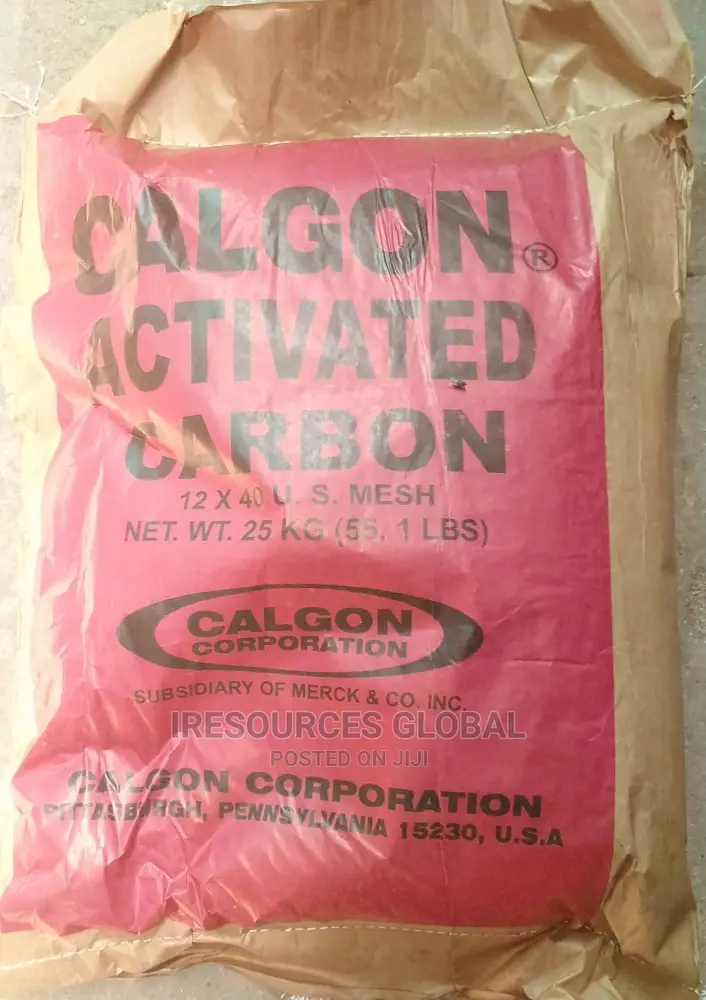 CALGON®
ACTIVATED
CARBON
12 X 40 U. S. MESH
NET. WT. 25 KG (55. 1 LBS)
CALGON
CORPORATION
SUBSIDIARY OF MERCK & CO. INC.
IRESOURCES GLOBAL
POSTED ON JIJI
CALGON CORPORATION
PITTASBURGH, PENNSYLVANIA 15230, U.S.A